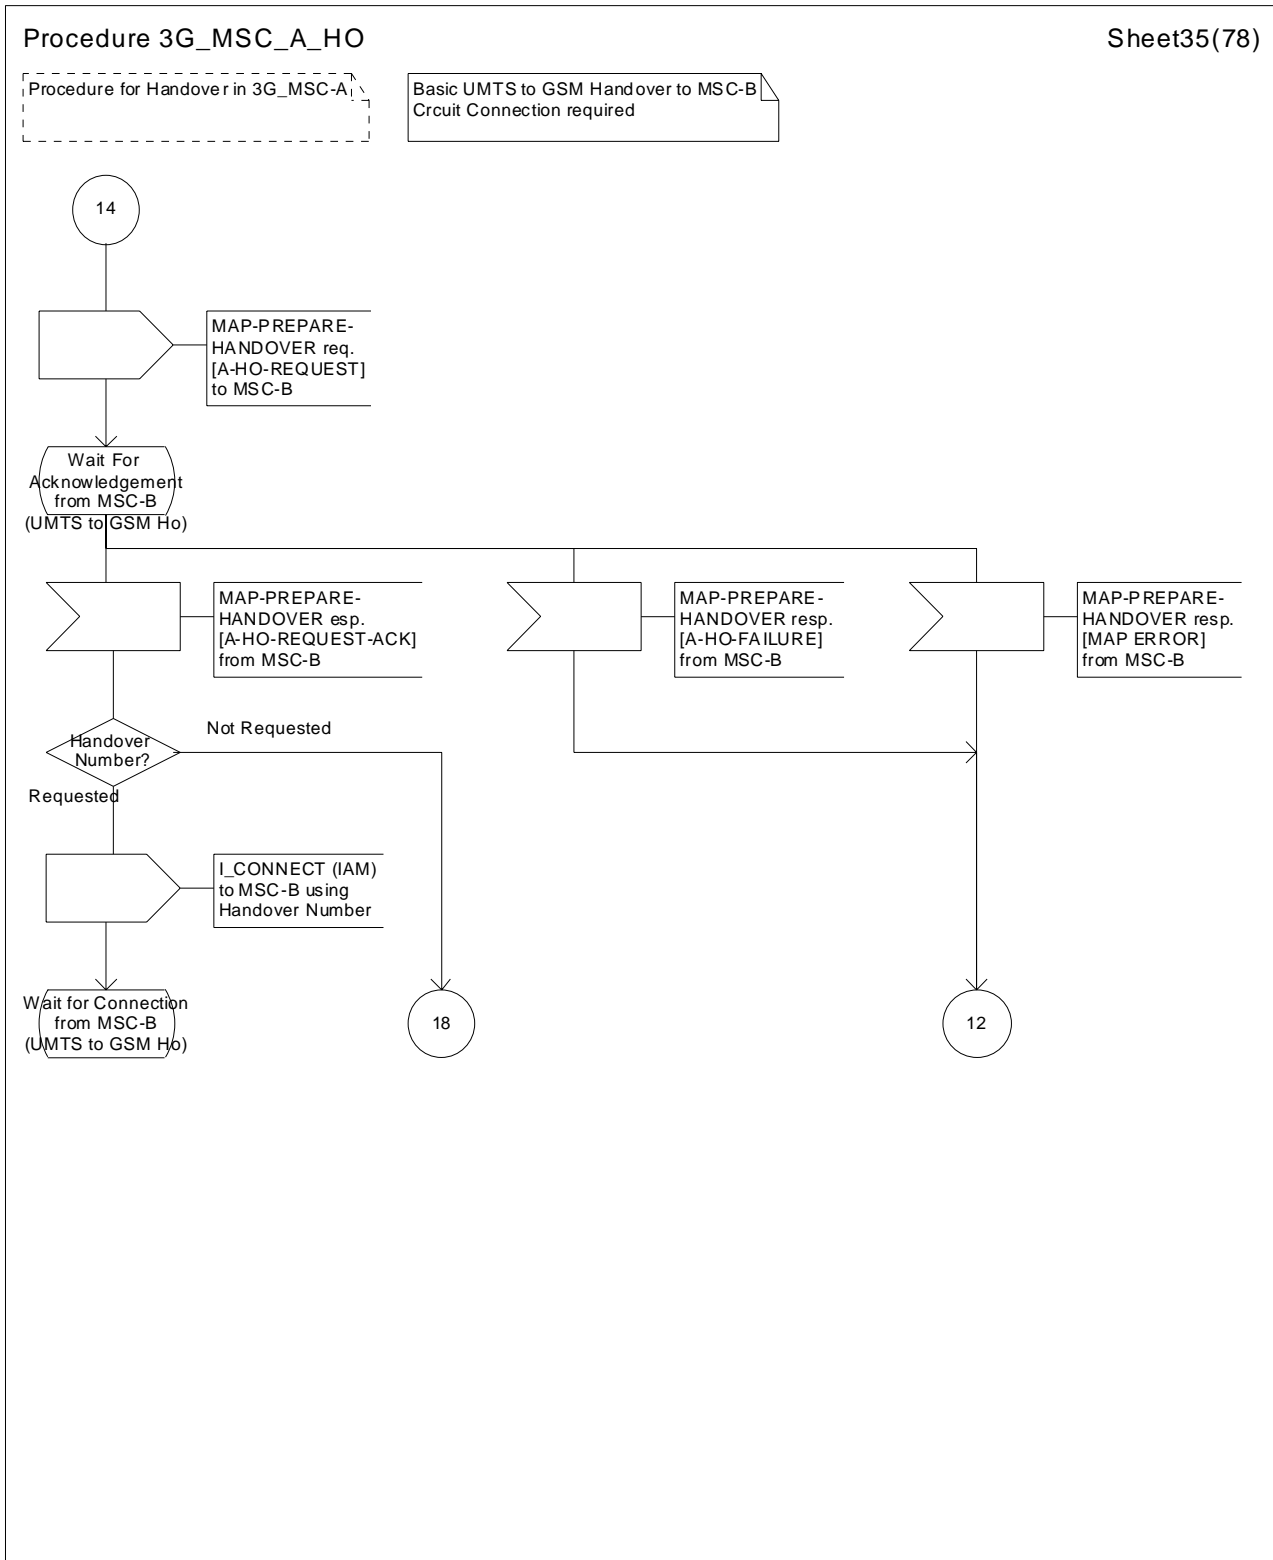 Procedure 3G_MSC_A_HO
Sheet35(78)
Procedure for Handover in 3G_MSC-A
Basic UMTS to GSM Handover to MSC-B
Crcuit Connection required
14
MAP-PREPARE-
HANDOVER req.
[A-HO-REQUEST]
to MSC-B
Wait For
Acknowledgement
from MSC-B
(UMTS to GSM Ho)
MAP-PREPARE-
HANDOVER esp.
[A-HO-REQUEST-ACK]
from MSC-B
MAP-PREPARE-
HANDOVER resp.
[A-HO-FAILURE]
from MSC-B
MAP-PREPARE-
HANDOVER resp.
[MAP ERROR]
from MSC-B
Handover
Number?
Not Requested
Requested
I_CONNECT (IAM)
to MSC-B using
Handover Number
Wait for Connection
from MSC-B
(UMTS to GSM Ho)
18
12